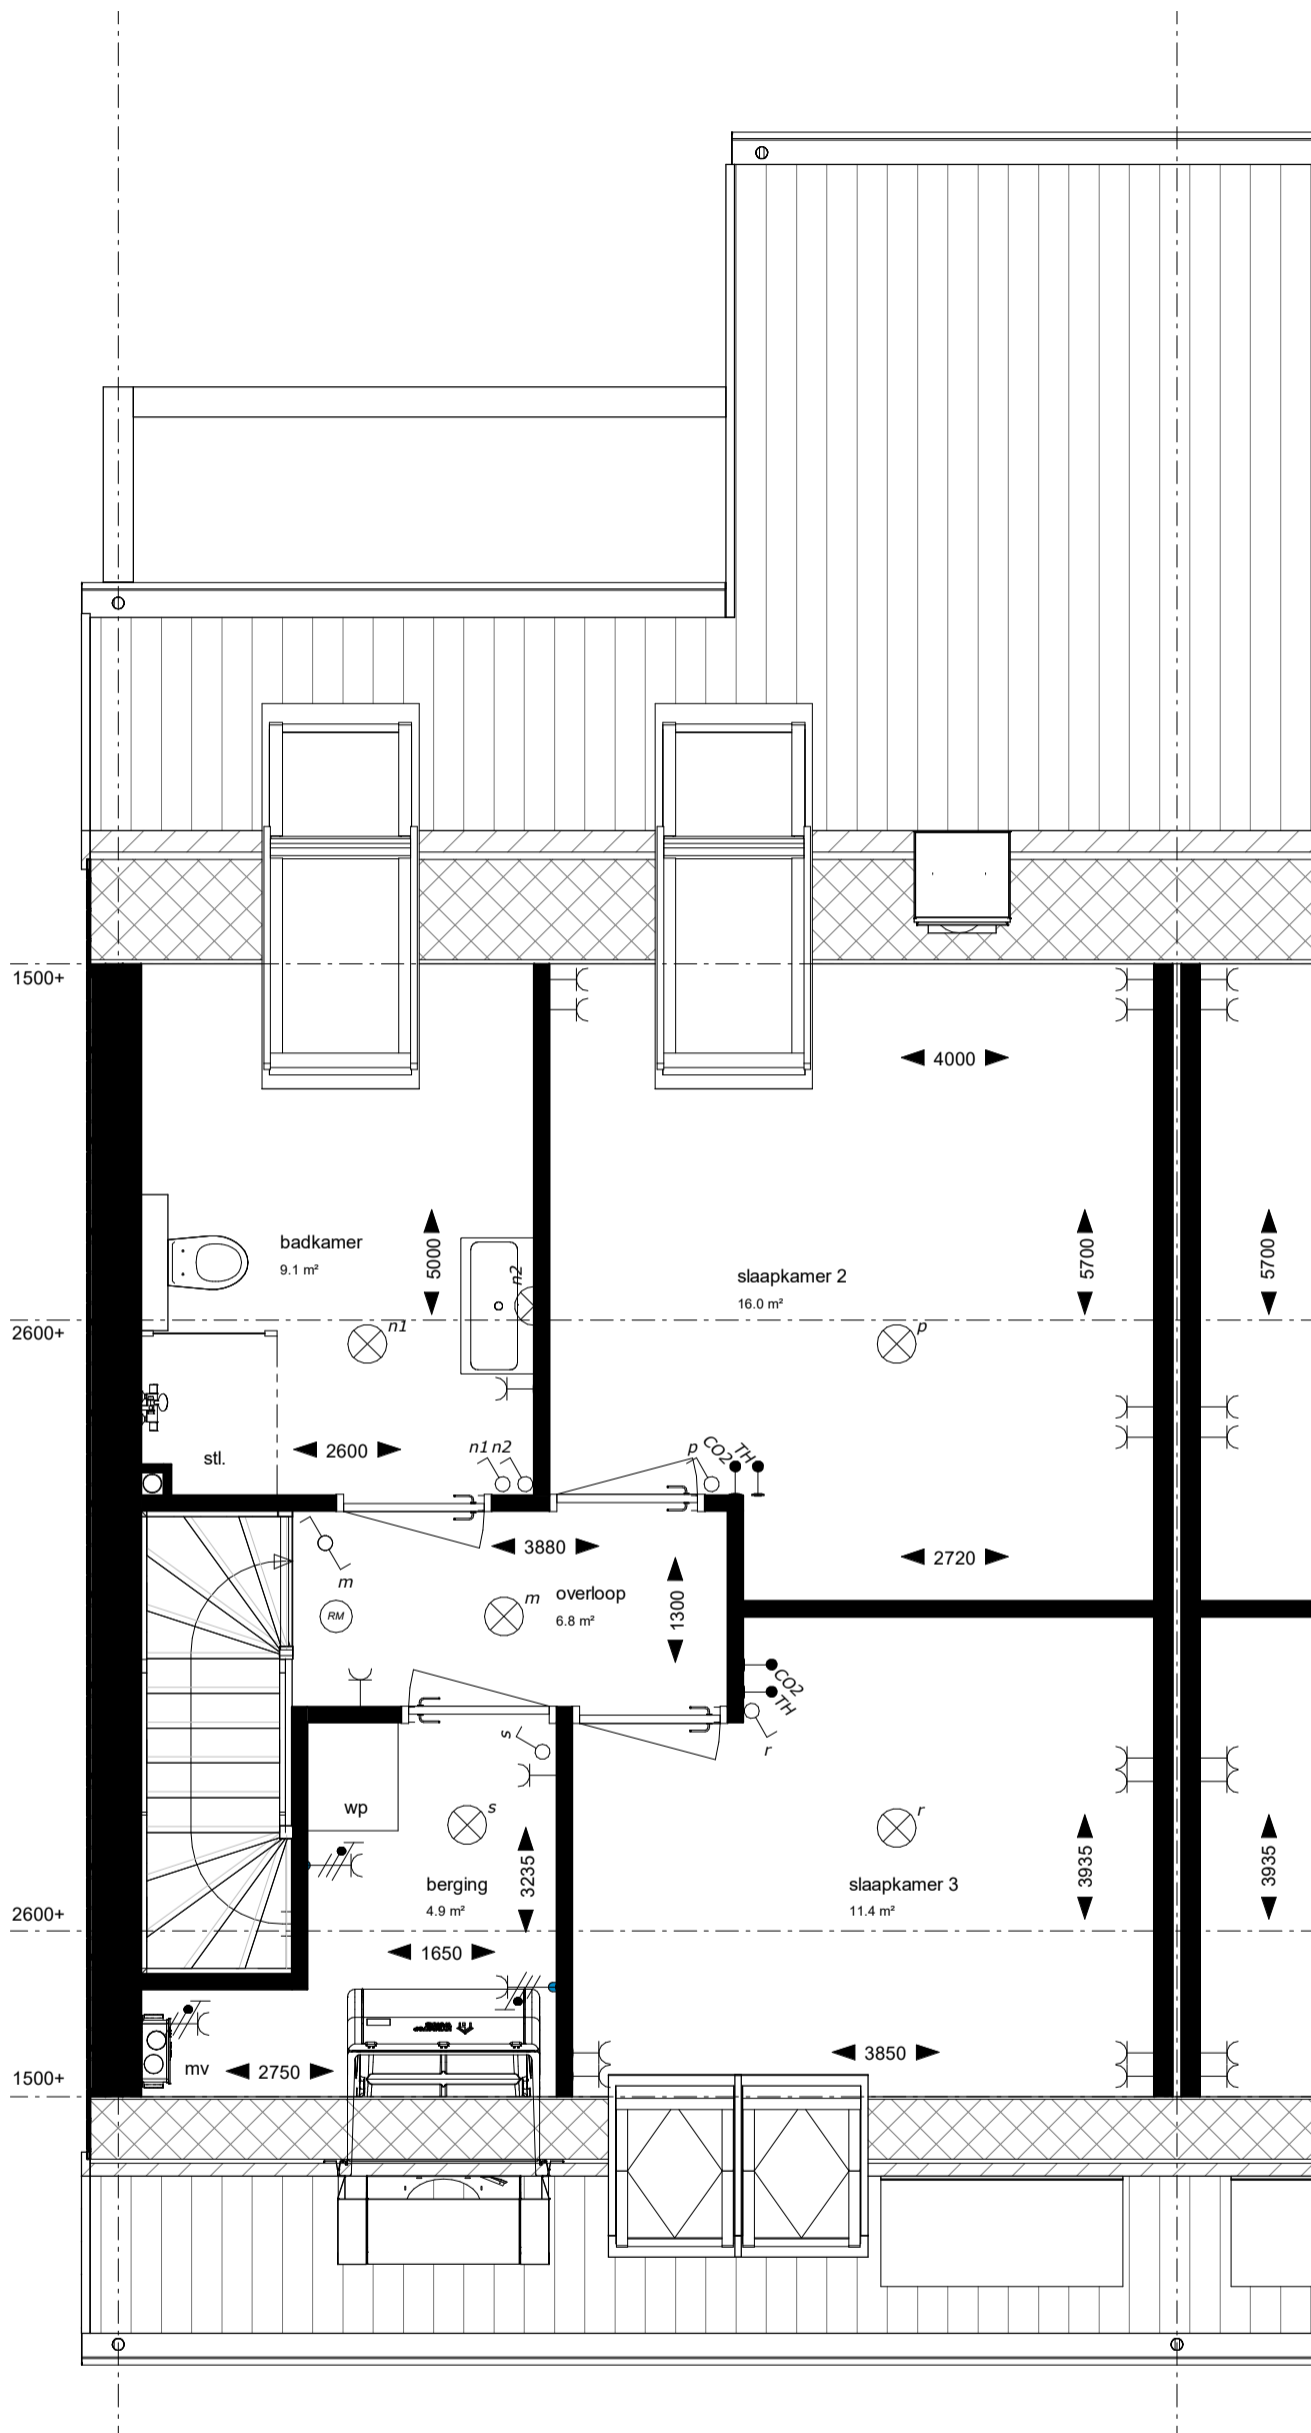 1500+
4000
badkamer
9.1 m²
5000
n2
slaapkamer 2
16.0 m²
5700
5700
2600+
n1
p
stl.
2600
n1 n2
p
CO2
TH
3880
2720
m
m
overloop
6.8 m²
1300
RM
CO2
TH
s
r
wp
s
r
3235
berging
4.9 m²
slaapkamer 3
11.4 m²
3935
3935
2600+
1650
1500+
mv
2750
3850